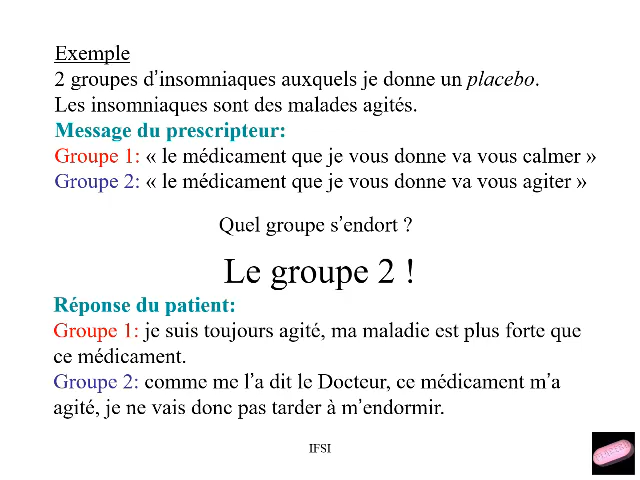 Exemple
2 groupes d’insomniaques auxquels je donne un placebo.
Les insomniaques sont des malades agités.
Message du prescripteur:
Groupe 1: « le médicament que je vous donne va vous calmer »
Groupe 2: « le médicament que je vous donne va vous agiter »
Quel groupe s’endort ?
Le groupe 2 !
Réponse du patient:
Groupe 1: je suis toujours agité, ma maladie est plus forte que
ce médicament.
Groupe 2: comme me l’a dit le Docteur, ce médicament m’a
agité, je ne vais donc pas tarder à m’endormir.
IFSI